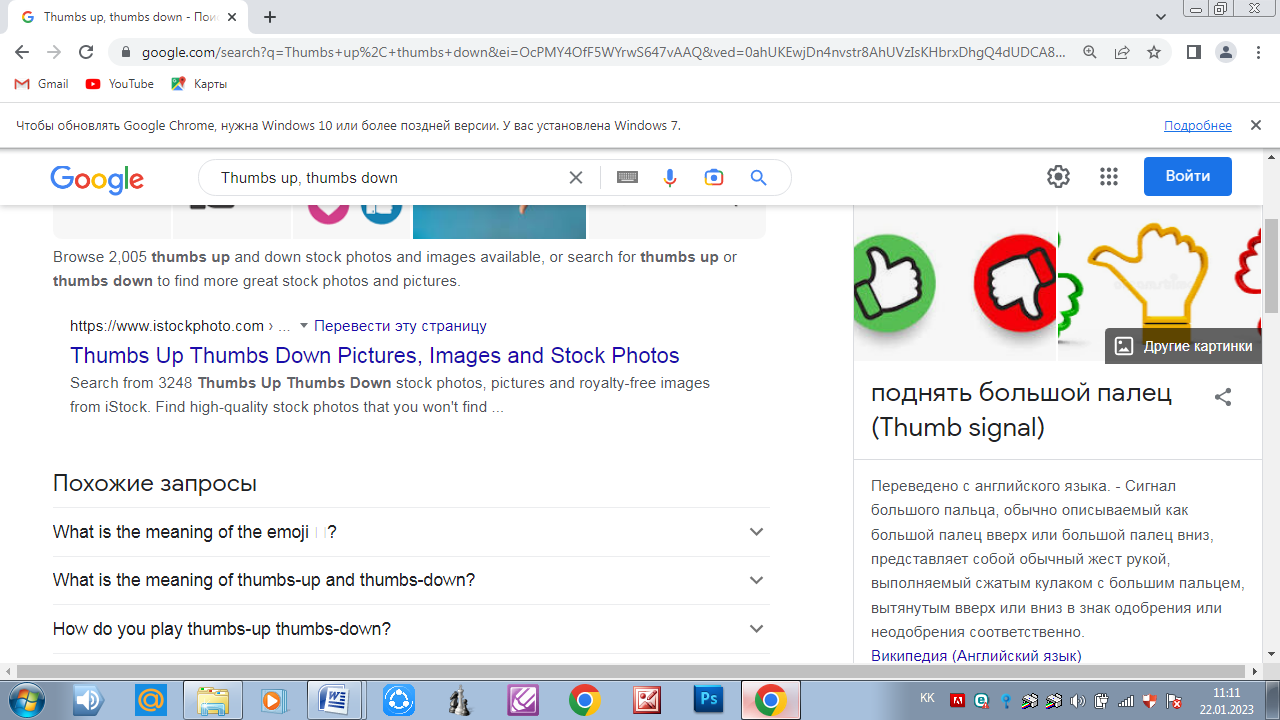 Thumbs up, thumbs down - Пои
google.com/search?q=Thumbs+up%2C+thumbs+down&ei=OcPMY4OfF5WYrwS647vAAQ&ved=0ahUKEwjDn4nvstr8AhUVzIsKHbrxDhgQ4dUDCA8...
Gmail YouTube Карты
Чтобы обновлять Google Chrome, нужна Windows 10 или более поздней версии. У вас установлена Windows 7. Подробнее
Google Thumbs up, thumbs down Войти
Browse 2,005 thumbs up and down stock photos and images available, or search for thumbs up or
thumbs down to find more great stock photos and pictures.
https://www.istockphoto.com › ... Перевести эту страницу
Thumbs Up Thumbs Down Pictures, Images and Stock Photos
Search from 3248 Thumbs Up Thumbs Down stock photos, pictures and royalty-free images
from iStock. Find high-quality stock photos that you won't find ...
Похожие запросы
What is the meaning of the emoji ?
What is the meaning of thumbs-up and thumbs-down?
How do you play thumbs-up thumbs-down?
Другие картинки
поднять большой палец
(Thumb signal)
Переведено с английского языка. - Сигнал
большого пальца, обычно описываемый как
большой палец вверх или большой палец вниз,
представляет собой обычный жест рукой,
выполняемый сжатым кулаком с большим пальцем,
вытянутым вверх или вниз в знак одобрения или
неодобрения соответственно.
Википедия (Английский язык)
Ps
KK
11:11
22.01.2023